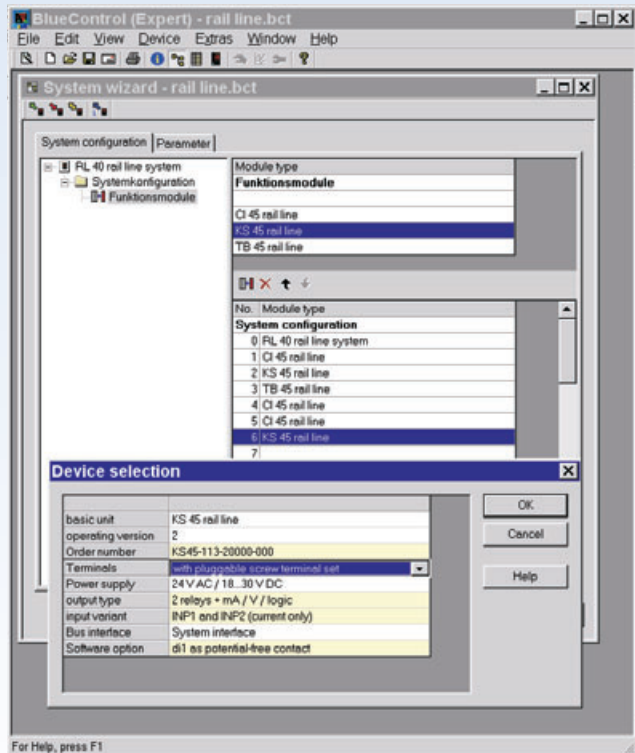 BlueControl (Expert) - rail line.bct
File Edit View Device Extras Window Help
System wizard - rail line.bct
System configuration Parameter
RL 40 rail line system
Systemkonfiguration
Funktionsmodule
Module type
Funktionsmodule
CI 45 rail line
KS 45 rail line
TB 45 rail line
No. Module type
System configuration
0 RL 40 rail line system
1 CI 45 rail line
2 KS 45 rail line
3 TB 45 rail line
4 CI 45 rail line
5 CI 45 rail line
6 KS 45 rail line
7
Device selection
basic unit KS 45 rail line
operating version 2
Order number KS45-113-20000-000
Terminals with pluggable screw terminal set
Power supply 24 V AC / 18...30 V DC
output type 2 relays + mA / V / logic
input variant INP1 and INP2 (current only)
Bus interface System interface
Software option di1 as potential-free contact
OK
Cancel
Help
For Help, press F1